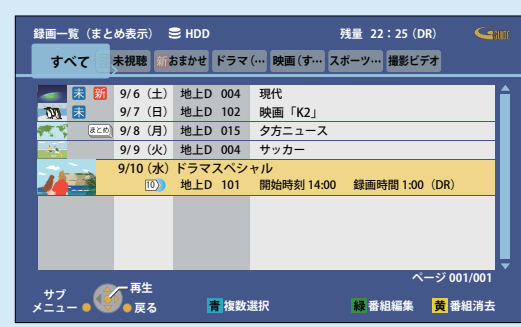 録画一覧（まとめ表示） HDD 残量 22：25 (DR) GGUIDE
すべて 未視聴 新おまかせ ドラマ（… 映画（す… スポーツ… 撮影ビデオ
未 新 9/6（土） 地上D 004 現代
未 9/7（日） 地上D 102 映画「K2」
まとめ 9/8（月） 地上D 015 夕方ニュース
9/9（火） 地上D 004 サッカー
9/10（水）ドラマスペシャル
10 地上D 101 開始時刻 14:00 録画時間 1:00（DR）
ページ 001/001
サブメニュー 再生 戻る 青 複数選択 緑 番組編集 黄 番組消去